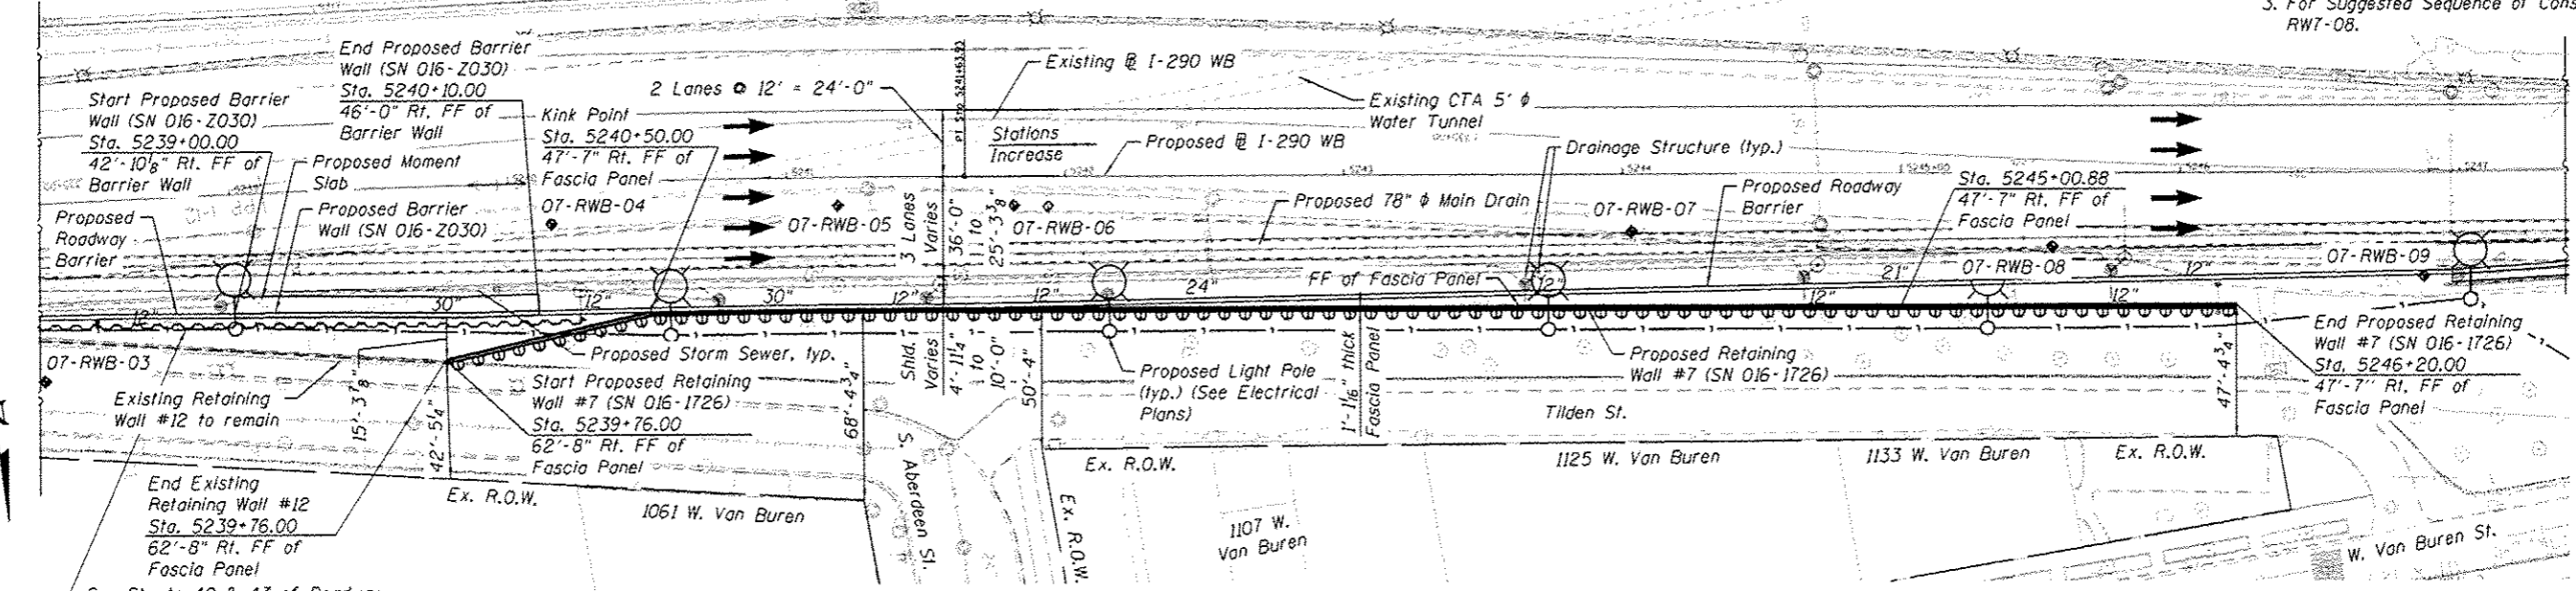 3. For Suggested Sequence of Cons
RW7-08.
End Proposed Barrier
Wall (SN 016-Z030)
Sta. 5240+10.00
46'-0" Rt. FF of
Barrier Wall
Start Proposed Barrier
Wall (SN 016-Z030)
Sta. 5239+00.00
42'-10⅛" Rt. FF of
Barrier Wall
Kink Point
Sta. 5240+50.00
47'-7" Rt. FF of
Fascia Panel
2 Lanes @ 12' = 24'-0"
Existing ℄ I-290 WB
Stations
Increase
Proposed ℄ I-290 WB
Existing CTA 5' ϕ
Water Tunnel
Drainage Structure (typ.)
Proposed Moment
Slab
Proposed Barrier
Wall (SN 016-Z030)
Proposed
Roadway
Barrier
07-RWB-04
07-RWB-05
3 Lanes
Varies
36'-0"
to
25'-3⅜"
07-RWB-06
Proposed 78" ϕ Main Drain
07-RWB-07
Proposed Roadway
Barrier
Sta. 5245+00.88
47'-7" Rt. FF of
Fascia Panel
07-RWB-08
07-RWB-09
5242
5243
5244
5247
12"
30"
12"
30"
12"
12"
24"
FF of Fascia Panel
12"
21"
12"
12"
12"
07-RWB-03
Existing Retaining
Wall #12 to remain
15'-3⅞"
42'-5¼"
Proposed Storm Sewer, typ.
Start Proposed Retaining
Wall #7 (SN 016-1726)
Sta. 5239+76.00
62'-8" Rt. FF of
Fascia Panel
68'-4¾"
Shld.
Varies
4'-11¼"
to
10'-0"
50'-4"
Proposed Light Pole
(typ.) (See Electrical
Plans)
1'-1⅟₁₆" thick
Fascia Panel
Proposed Retaining
Wall #7 (SN 016-1726)
Tilden St.
47'-4¾"
End Proposed Retaining
Wall #7 (SN 016-1726)
Sta. 5246+20.00
47'-7" Rt. FF of
Fascia Panel
End Existing
Retaining Wall #12
Sta. 5239+76.00
62'-8" Rt. FF of
Fascia Panel
Ex. R.O.W.
1061 W. Van Buren
S. Aberdeen St.
Ex. R.O.W.
Ex. R.O.W.
1107 W.
Van Buren
1125 W. Van Buren
1133 W. Van Buren
Ex. R.O.W.
W. Van Buren St.